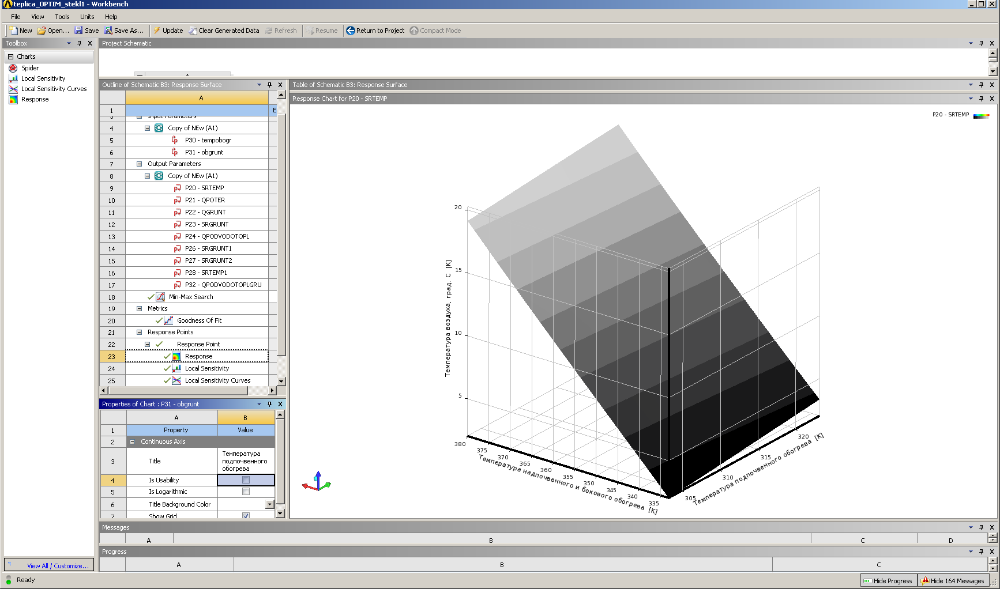 teplica_OPTIM_stekl1 - Workbench
File View Tools Units Help
New Open... Save Save As... Update Clear Generated Data Refresh Resume Return to Project Compact Mode
Toolbox
Charts
Spider
Local Sensitivity
Local Sensitivity Curves
Response
View All / Customize...
Project Schematic
A
Outline of Schematic B3: Response Surface
A
1 E
3 Input Parameters
4 Copy of NEw (A1)
5 P30 - tempobogr
6 P31 - obgrunt
7 Output Parameters
8 Copy of NEw (A1)
9 P20 - SRTEMP
10 P21 - QPOTER
11 P22 - QGRUNT
12 P23 - SRGRUNT
13 P24 - QPODVODOTOPL
14 P26 - SRGRUNT1
15 P27 - SRGRUNT2
16 P28 - SRTEMP1
17 P32 - QPODVODOTOPLGRU
18 Min-Max Search
19 Metrics
20 Goodness Of Fit
21 Response Points
22 Response Point
23 Response
24 Local Sensitivity
25 Local Sensitivity Curves
Properties of Chart : P31 - obgrunt
A B
1 Property Value
2 Continuous Axis
3 Title Температура подпочвенного обогрева
4 Is Usability
5 Is Logarithmic
6 Title Background Color
7 Show Grid
Table of Schematic B3: Response Surface
Response Chart for P20 - SRTEMP
P20 - SRTEMP
20
15
10
5
Температура воздуха, град. С [K]
380 375 370 365 360 355 350 345 340 335
Температура надпочвенного и бокового обогрева [K]
305 310 315 320
Температура подпочвенного обогрева [K]
Messages
A B C D
Progress
A B C
Ready
Hide Progress Hide 164 Messages